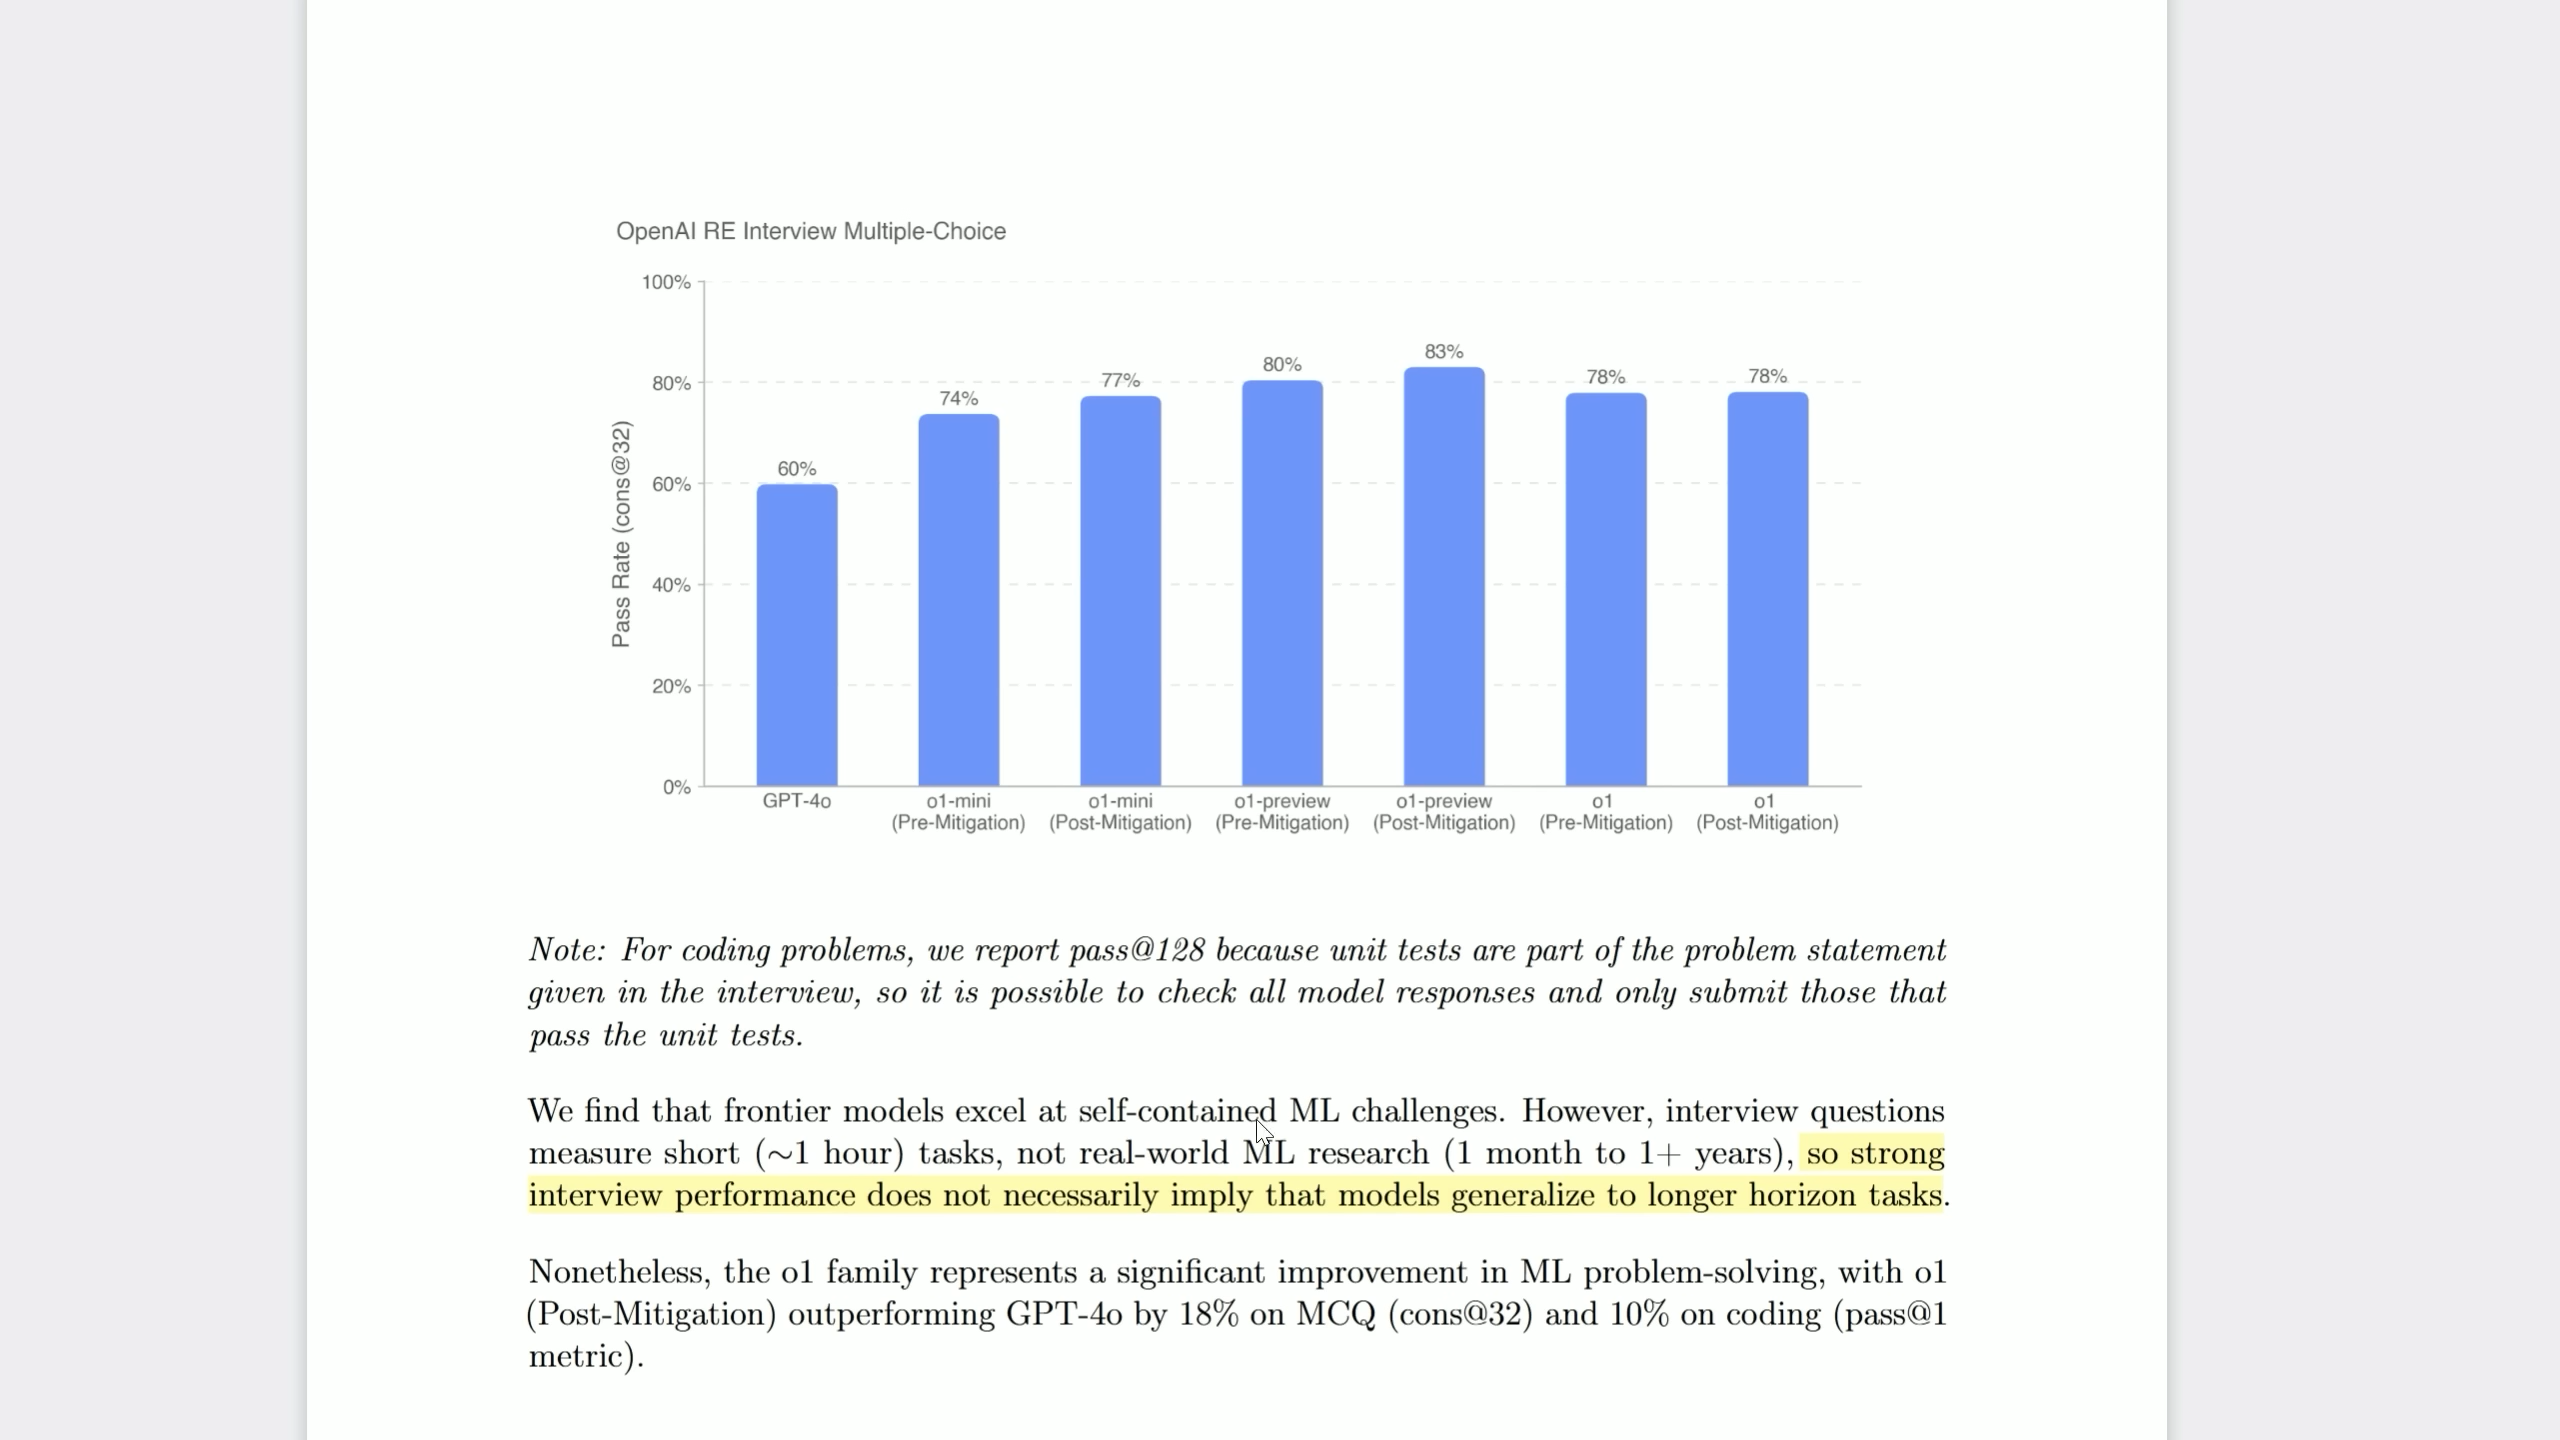 OpenAI RE Interview Multiple-Choice
100%
80%
60%
40%
20%
0%
Pass Rate (cons@32)
60%
74%
77%
80%
83%
78%
78%
GPT-4o
o1-mini
(Pre-Mitigation)
o1-mini
(Post-Mitigation)
o1-preview
(Pre-Mitigation)
o1-preview
(Post-Mitigation)
o1
(Pre-Mitigation)
o1
(Post-Mitigation)
Note: For coding problems, we report pass@128 because unit tests are part of the problem statement
given in the interview, so it is possible to check all model responses and only submit those that
pass the unit tests.
We find that frontier models excel at self-contained ML challenges. However, interview questions
measure short (~1 hour) tasks, not real-world ML research (1 month to 1+ years), so strong
interview performance does not necessarily imply that models generalize to longer horizon tasks.
Nonetheless, the o1 family represents a significant improvement in ML problem-solving, with o1
(Post-Mitigation) outperforming GPT-4o by 18% on MCQ (cons@32) and 10% on coding (pass@1
metric).